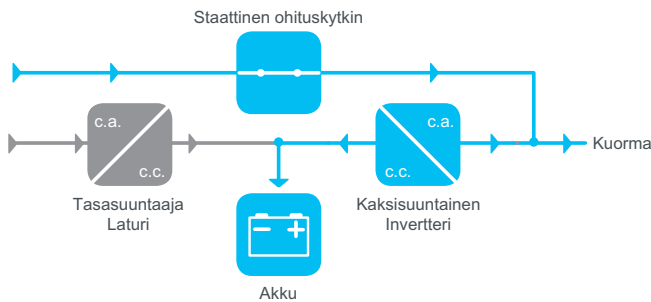 Staattinen ohituskytkin
c.a.
c.c.
c.a.
c.c.
Kuorma
Tasasuuntaaja
Laturi
Kaksisuuntainen
Invertteri
Akku